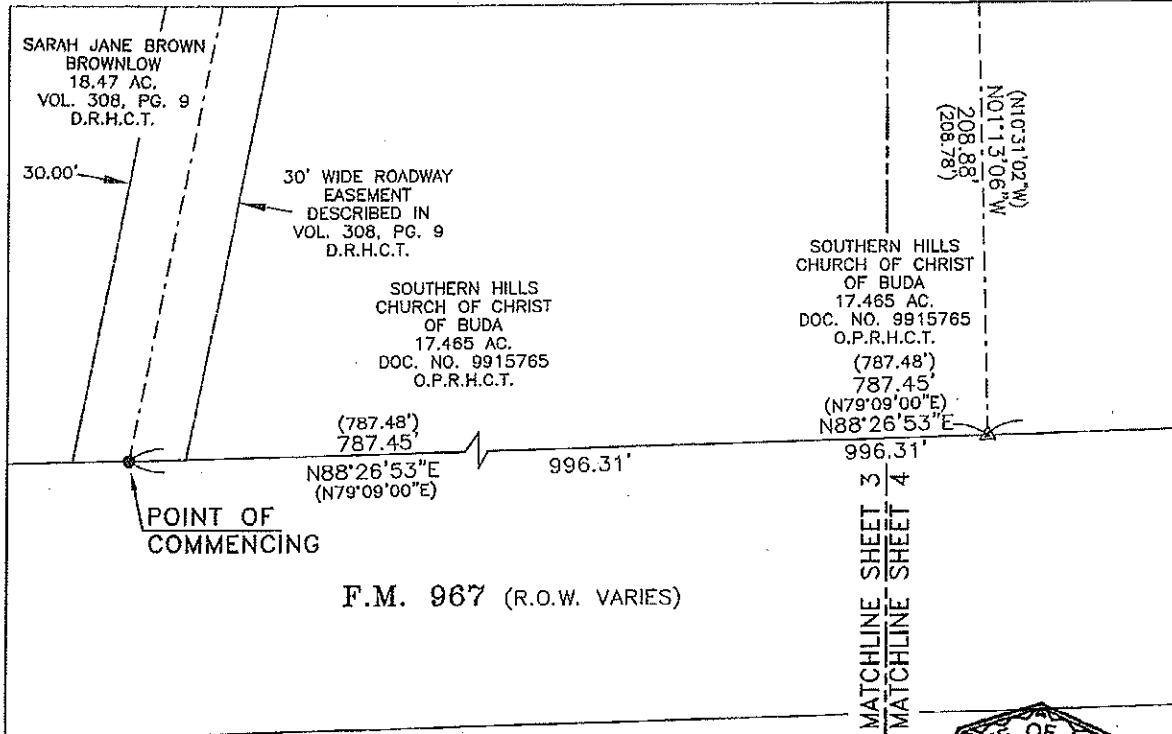 SARAH JANE BROWN
BROWNLOW
18.47 AC.
VOL. 308, PG. 9
D.R.H.C.T.
30.00'
30' WIDE ROADWAY
EASEMENT
DESCRIBED IN
VOL. 308, PG. 9
D.R.H.C.T.
SOUTHERN HILLS
CHURCH OF CHRIST
OF BUDA
17.465 AC.
DOC. NO. 9915765
O.P.R.H.C.T.
(N10°31'02"W)
N01°13'06"W
208.88'
(208.78')
SOUTHERN HILLS
CHURCH OF CHRIST
OF BUDA
17.465 AC.
DOC. NO. 9915765
O.P.R.H.C.T.
(787.48')
787.45'
(N79°09'00"E)
N88°26'53"E
(787.48')
787.45'
N88°26'53"E
(N79°09'00"E)
996.31'
996.31'
POINT OF
COMMENCING
F.M. 967 (R.O.W. VARIES)
MATCHLINE SHEET 3
MATCHLINE SHEET 4
OF